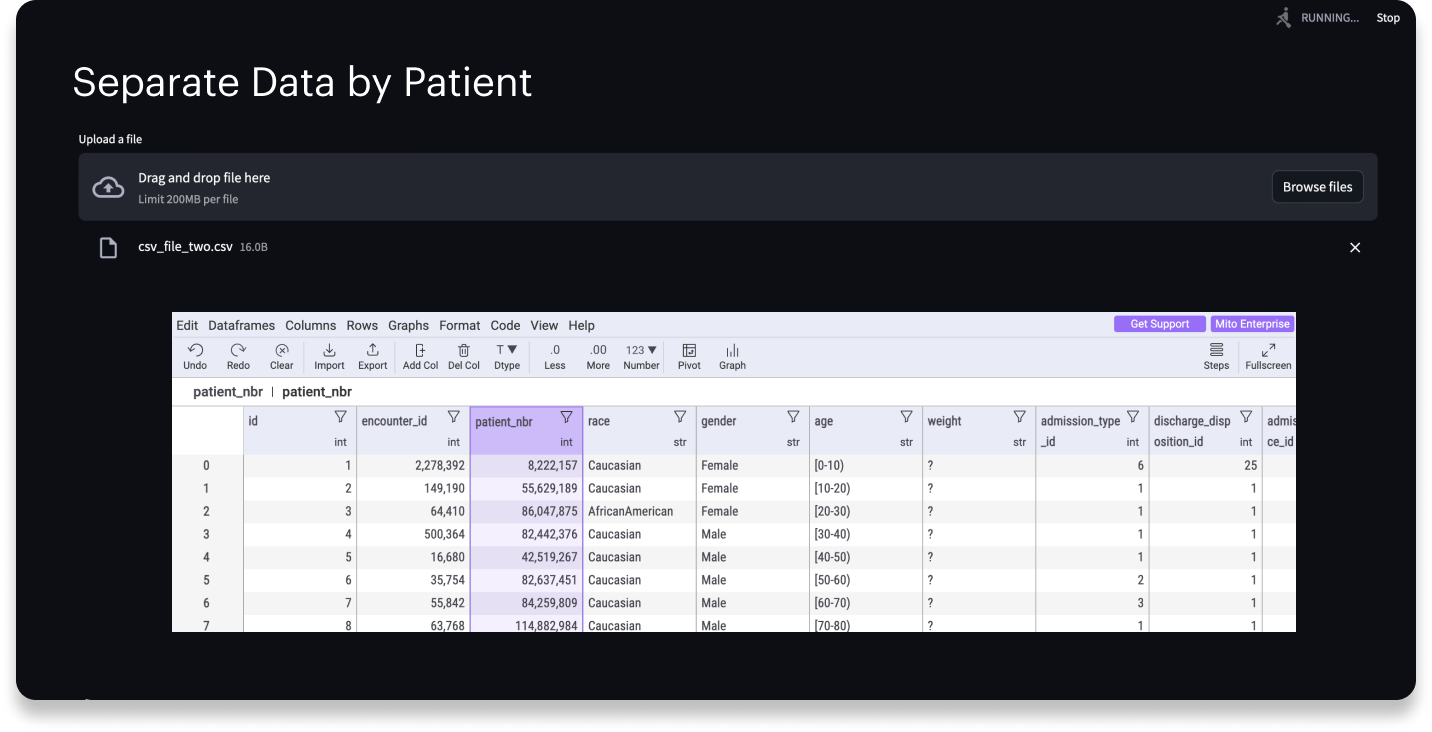 RUNNING... Stop
Separate Data by Patient
Upload a file
Drag and drop file here
Limit 200MB per file
Browse files
csv_file_two.csv 16.0B
Edit Dataframes Columns Rows Graphs Format Code View Help Get Support Mito Enterprise
.0 .00 123
Undo Redo Clear Import Export Add Col Del Col Dtype Less More Number Pivot Graph Steps Fullscreen
patient_nbr | patient_nbr
id encounter_id patient_nbr race gender age weight admission_type discharge_disp admis
int int int str str str str _id int osition_id int ce_id
0 1 2,278,392 8,222,157 Caucasian Female [0-10) ? 6 25
1 2 149,190 55,629,189 Caucasian Female [10-20) ? 1 1
2 3 64,410 86,047,875 AfricanAmerican Female [20-30) ? 1 1
3 4 500,364 82,442,376 Caucasian Male [30-40) ? 1 1
4 5 16,680 42,519,267 Caucasian Male [40-50) ? 1 1
5 6 35,754 82,637,451 Caucasian Male [50-60) ? 2 1
6 7 55,842 84,259,809 Caucasian Male [60-70) ? 3 1
7 8 63,768 114,882,984 Caucasian Male [70-80) ? 1 1